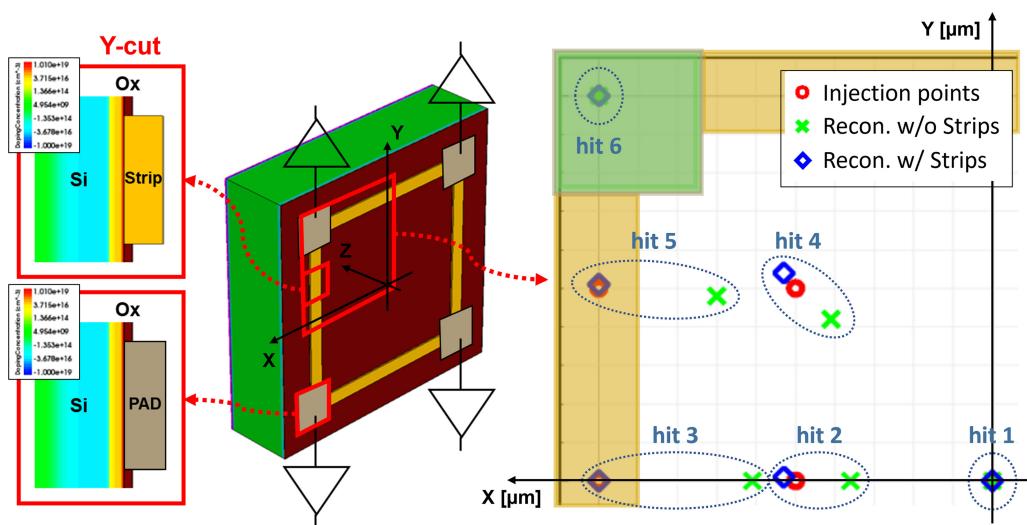 Y-cut
DopingConcentration (cm^-3)
1.010e+19
3.715e+16
1.366e+14
4.954e+09
-1.353e+14
-3.678e+16
-1.000e+19
Ox
Si
Strip
DopingConcentration (cm^-3)
1.010e+19
3.715e+16
1.366e+14
4.954e+09
-1.353e+14
-3.678e+16
-1.000e+19
Ox
Si
PAD
Y
Z
X
Y [µm]
Injection points
Recon. w/o Strips
Recon. w/ Strips
hit 6
hit 5
hit 4
hit 3
hit 2
hit 1
X [µm]